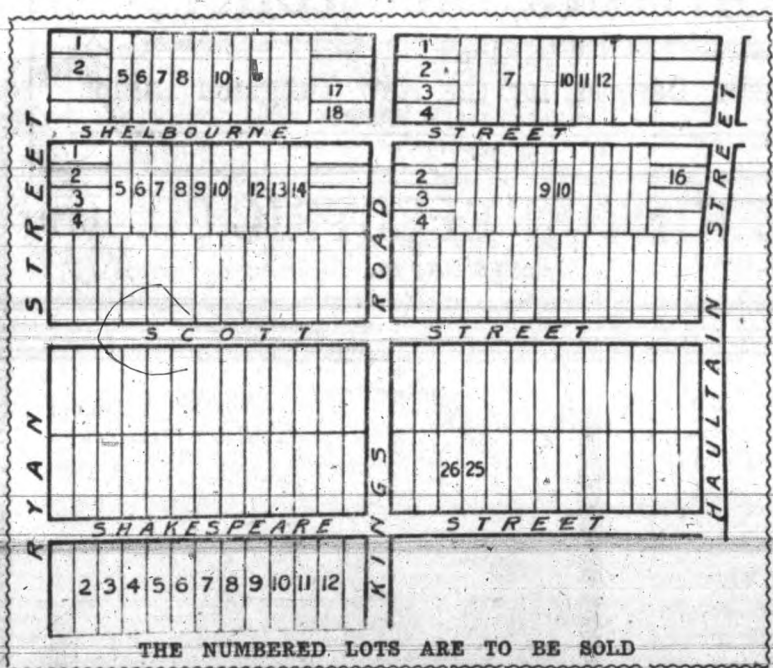 1
2
5 6 7 8 10
17
18
1
2
3
4
7 10 11 12
SHELBOURNE STREET
1
2
3
4
5 6 7 8 9 10 12 13 14
2
3
4
9 10
16
SCOTT STREET
26 25
SHAKESPEARE STREET
2 3 4 5 6 7 8 9 10 11 12
RYAN STREET
KINGS ROAD
HAULTAIN STREET
THE NUMBERED LOTS ARE TO BE SOLD